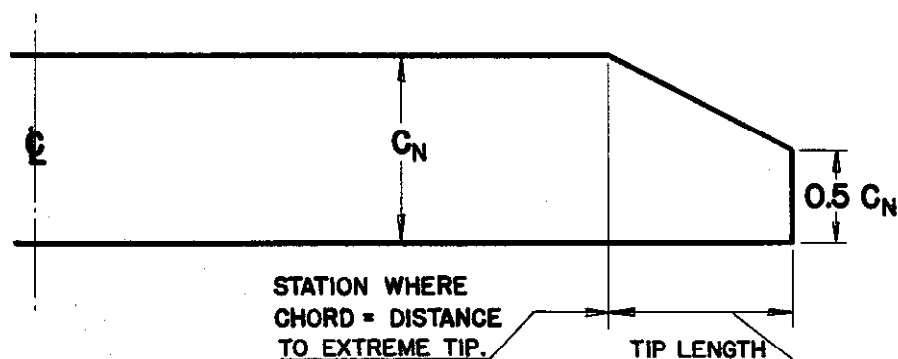 ℄
C_N
0.5 C_N
STATION WHERE
CHORD = DISTANCE
TO EXTREME TIP.
TIP LENGTH